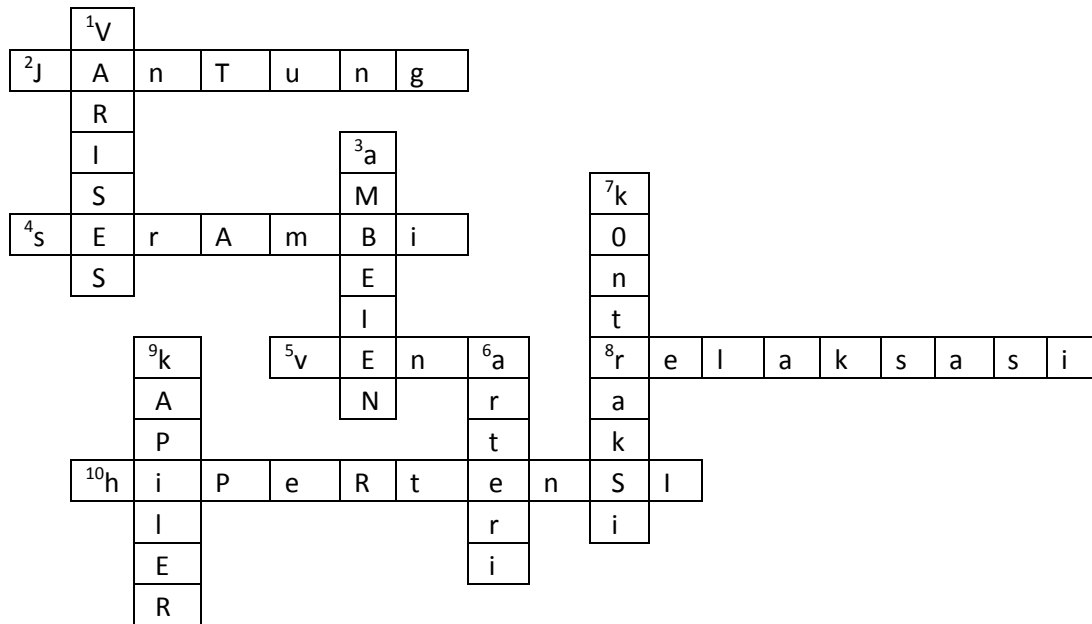 1V
2J A n T u n g
R
I 3a
S M 7k
4s E r A m B i 0
S E n
I t
9k 5v E n 6a 8r e l a k s a s i
A N r a
P t k
10h i P e R t e n S I
l r i
E i
R